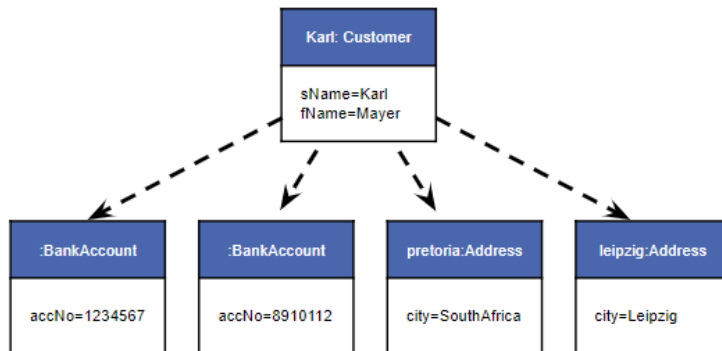 Karl: Customer
sName=Karl
fName=Mayer
:BankAccount
:BankAccount
pretoria:Address
leipzig:Address
accNo=1234567
accNo=8910112
city=SouthAfrica
city=Leipzig